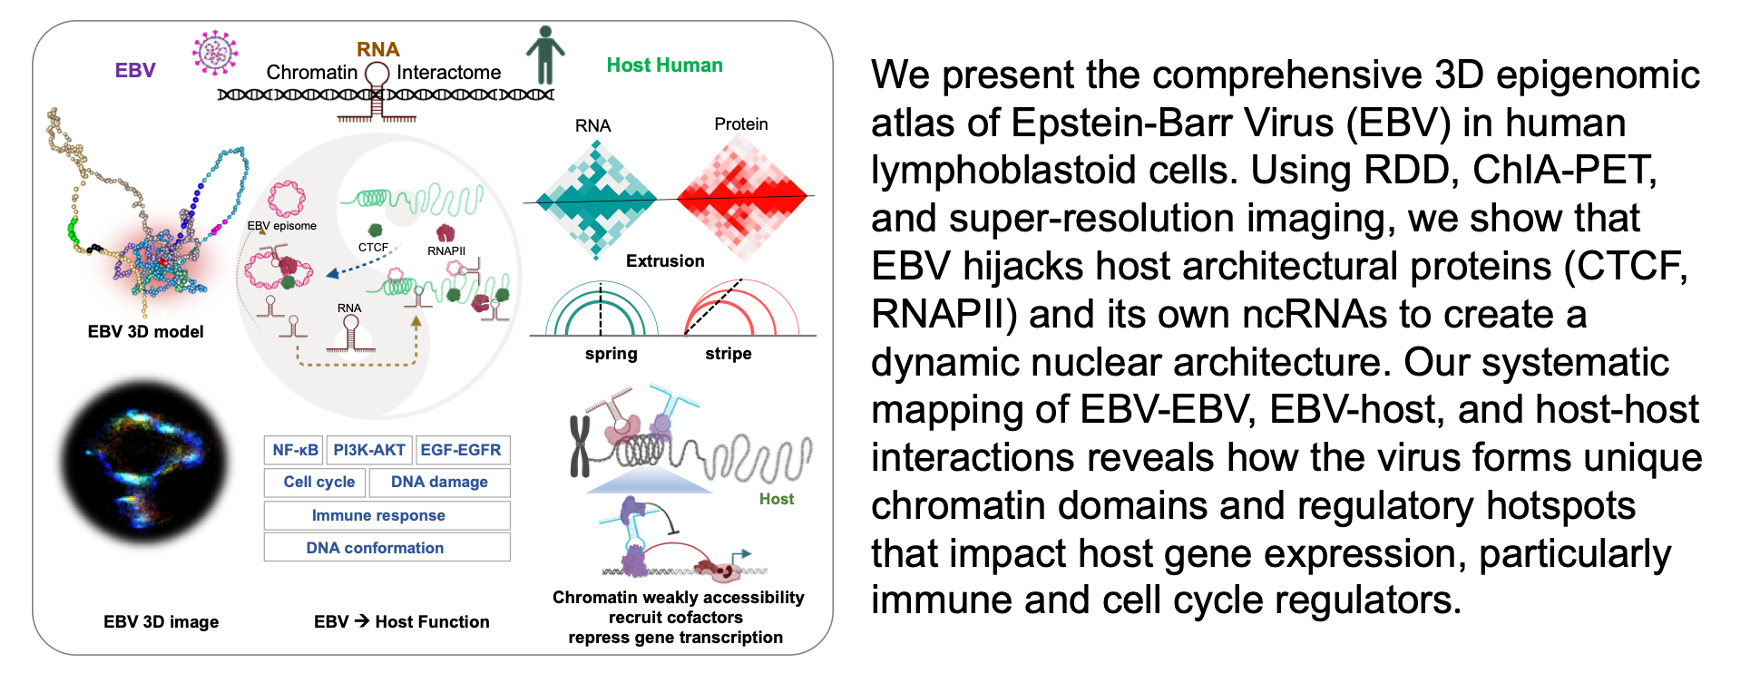 EBV
RNA
Chromatin Interactome
Host Human
RNA
Protein
EBV episome
CTCF
RNAPII
RNA
EBV 3D model
Extrusion
spring
stripe
NF-κB
PI3K-AKT
EGF-EGFR
Cell cycle
DNA damage
Immune response
DNA conformation
Host
EBV 3D image
EBV → Host Function
Chromatin weakly accessibility
recruit cofactors
repress gene transcription
We present the comprehensive 3D epigenomic
atlas of Epstein-Barr Virus (EBV) in human
lymphoblastoid cells. Using RDD, ChIA-PET,
and super-resolution imaging, we show that
EBV hijacks host architectural proteins (CTCF,
RNAPII) and its own ncRNAs to create a
dynamic nuclear architecture. Our systematic
mapping of EBV-EBV, EBV-host, and host-host
interactions reveals how the virus forms unique
chromatin domains and regulatory hotspots
that impact host gene expression, particularly
immune and cell cycle regulators.